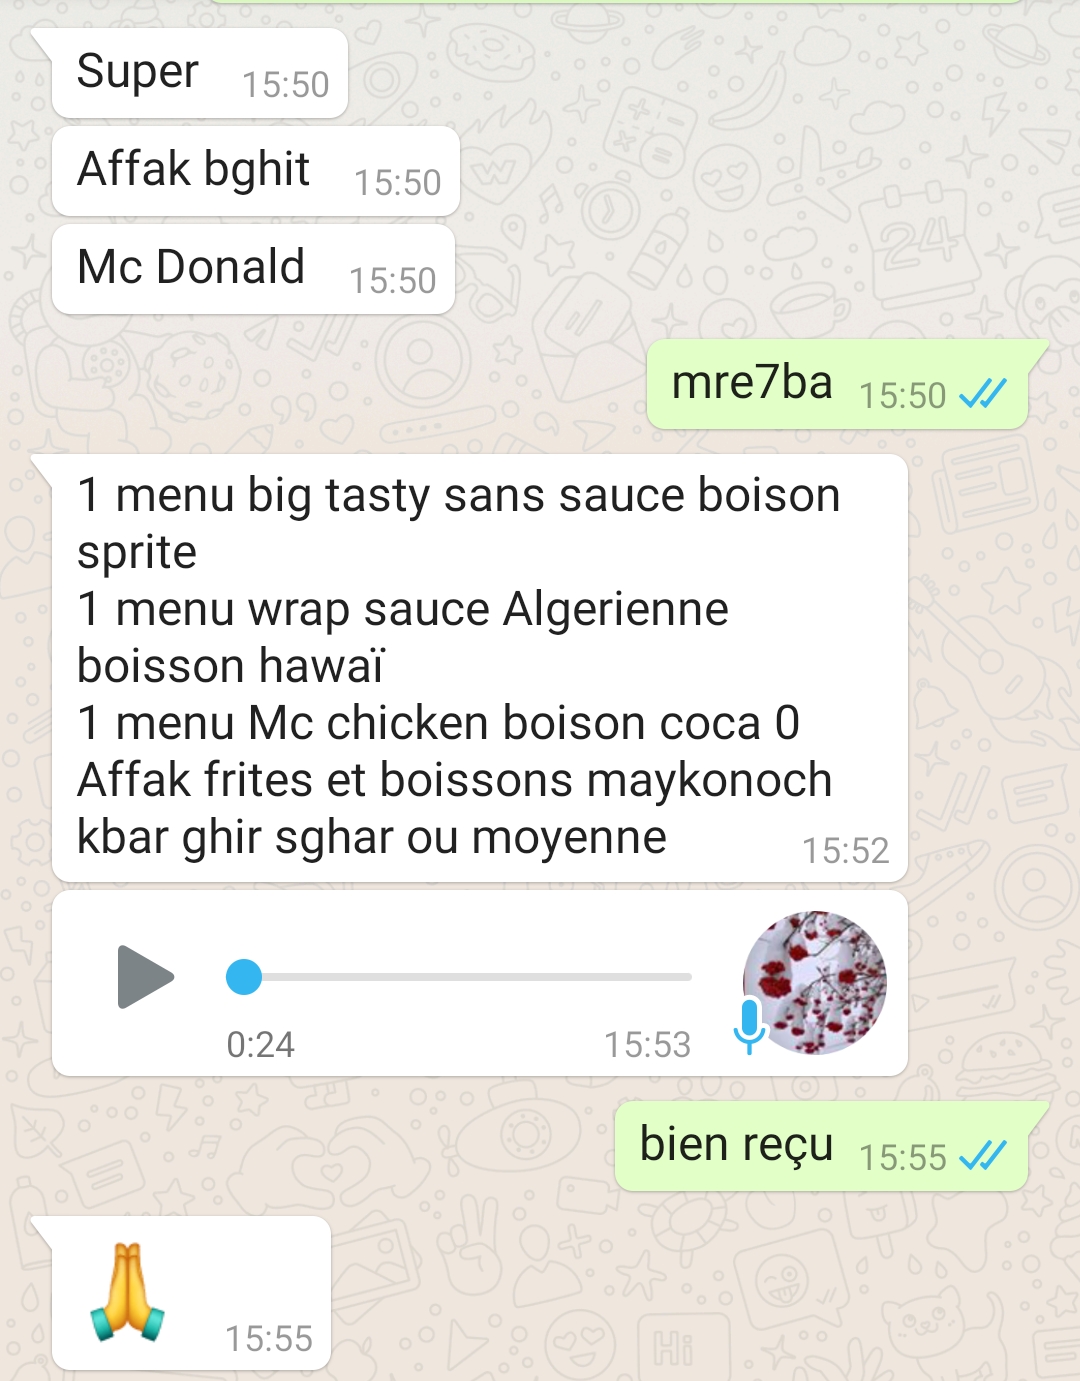 Super 15:50
Affak bghit 15:50
Mc Donald 15:50
mre7ba 15:50
1 menu big tasty sans sauce boison
sprite
1 menu wrap sauce Algerienne
boisson hawaï
1 menu Mc chicken boison coca 0
Affak frites et boissons maykonoch
kbar ghir sghar ou moyenne 15:52
0:24 15:53
bien reçu 15:55
15:55